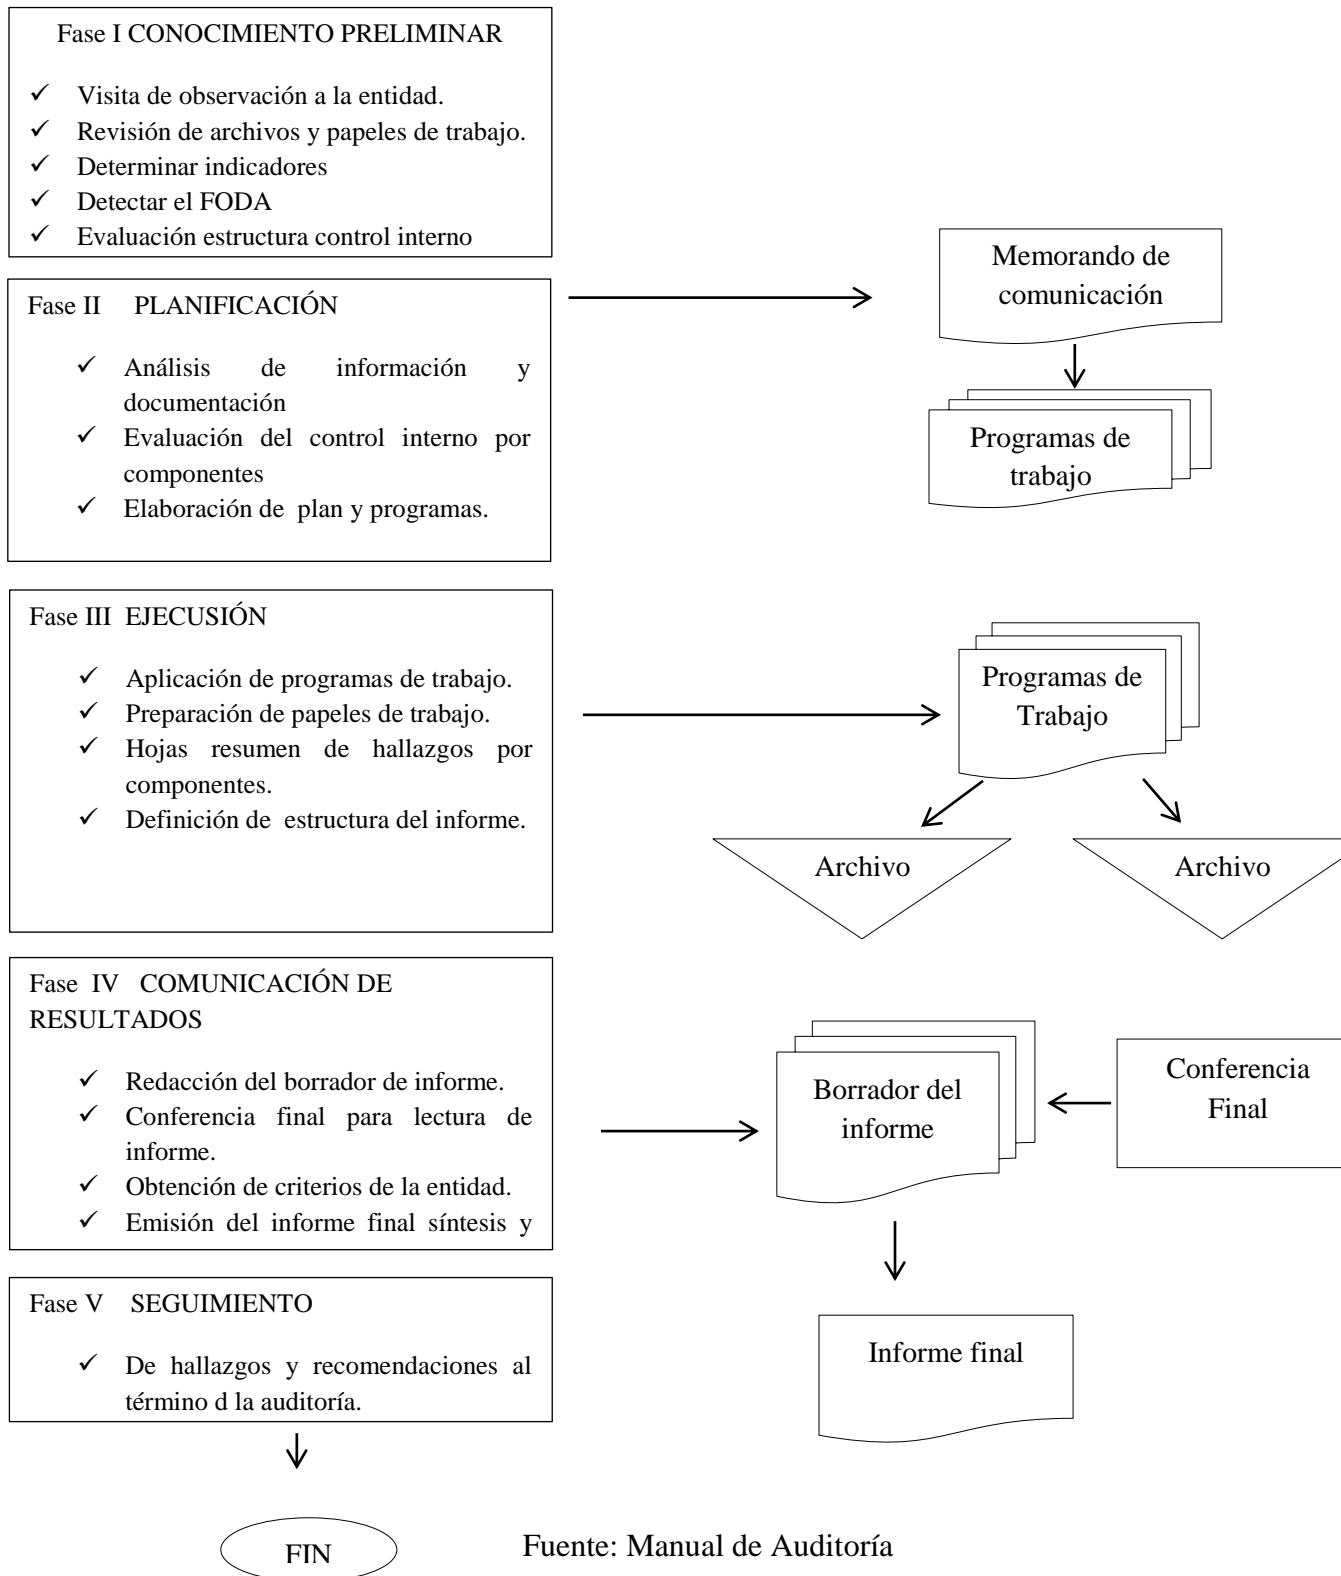 Fase I CONOCIMIENTO PRELIMINAR
✓ Visita de observación a la entidad.
✓ Revisión de archivos y papeles de trabajo.
✓ Determinar indicadores
✓ Detectar el FODA
✓ Evaluación estructura control interno
Memorando de
comunicación
Fase II PLANIFICACIÓN
✓ Análisis de información y
documentación
✓ Evaluación del control interno por
componentes
✓ Elaboración de plan y programas.
Programas de
trabajo
Fase III EJECUSIÓN
✓ Aplicación de programas de trabajo.
✓ Preparación de papeles de trabajo.
✓ Hojas resumen de hallazgos por
componentes.
✓ Definición de estructura del informe.
Programas de
Trabajo
Archivo
Archivo
Fase IV COMUNICACIÓN DE
RESULTADOS
✓ Redacción del borrador de informe.
✓ Conferencia final para lectura de
informe.
✓ Obtención de criterios de la entidad.
✓ Emisión del informe final síntesis y
Borrador del
informe
Conferencia
Final
Fase V SEGUIMIENTO
✓ De hallazgos y recomendaciones al
término d la auditoría.
Informe final
FIN
Fuente: Manual de Auditoría